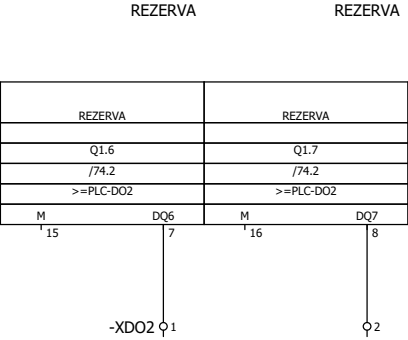 REZERVA REZERVA
REZERVA REZERVA
Q1.6 Q1.7
/74.2 /74.2
>=PLC-DO2 >=PLC-DO2
M DQ6 M DQ7
15 7 16 8
-XDO2 1 2